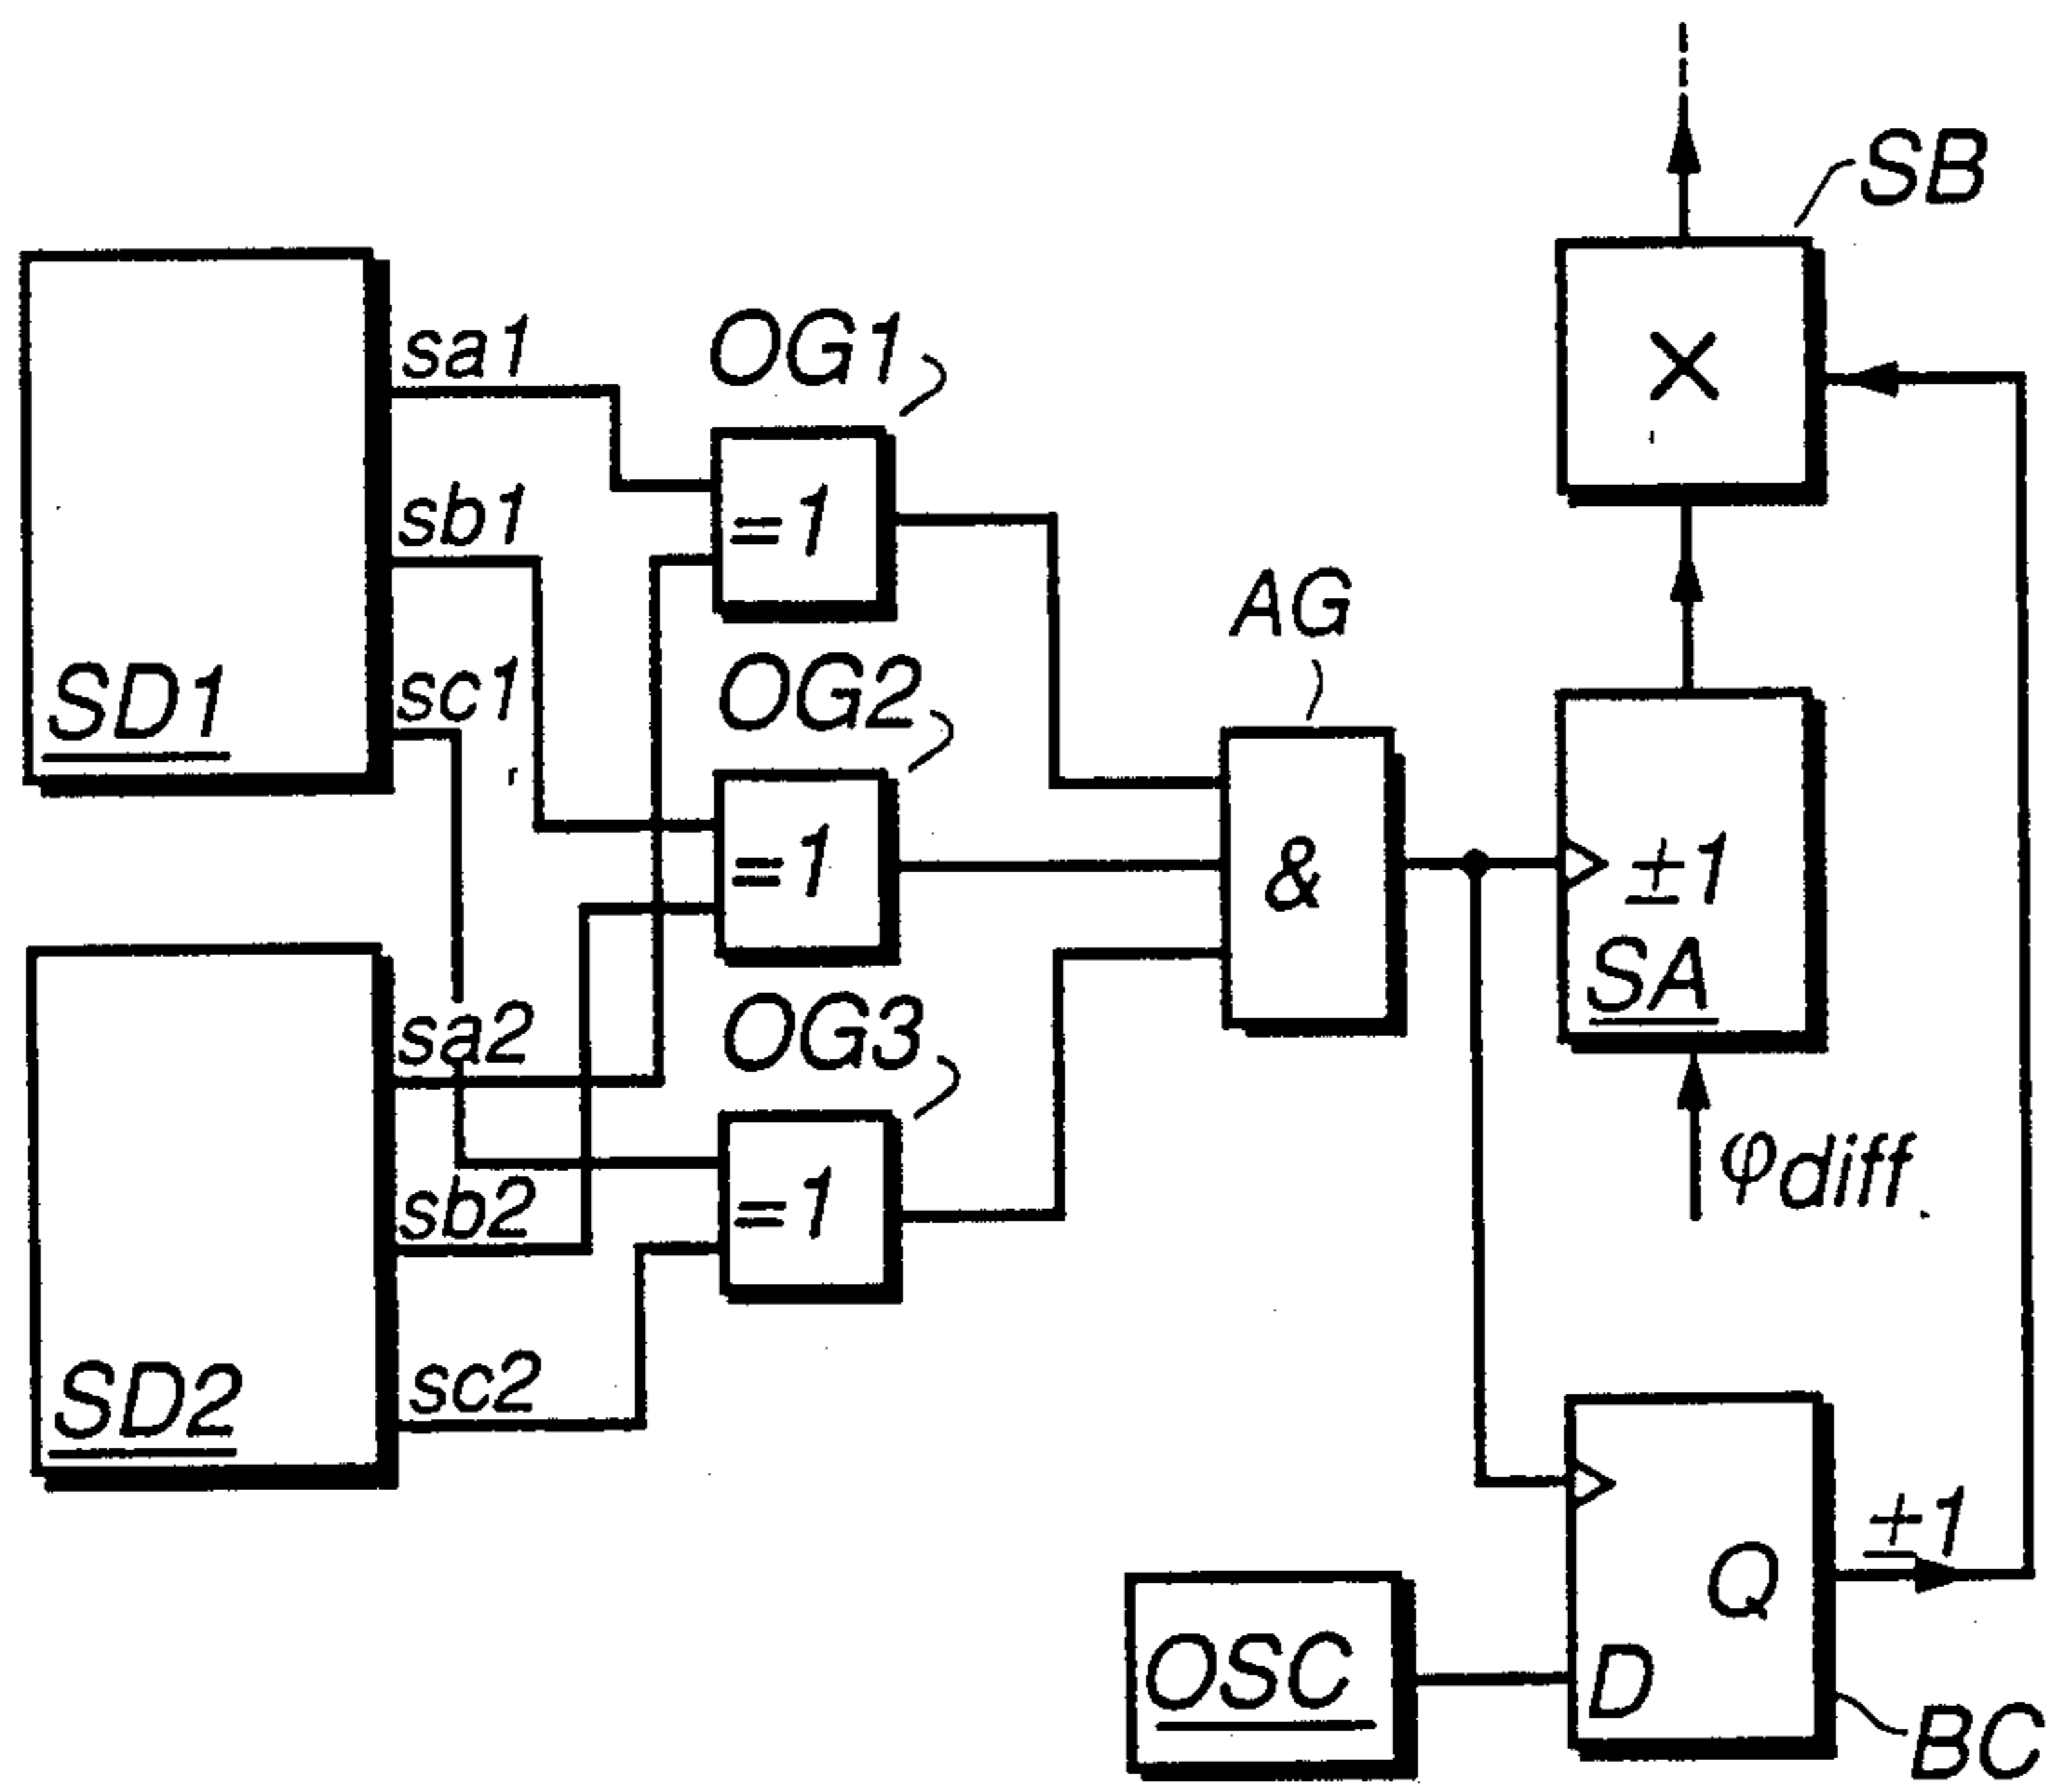 SB
×
OG1
sa1
=1
sb1
SD1
sc1
OG2
AG
=1
&
±1
SA
sa2
OG3
φdiff.
sb2
=1
SD2
sc2
±1
Q
OSC
D
BC